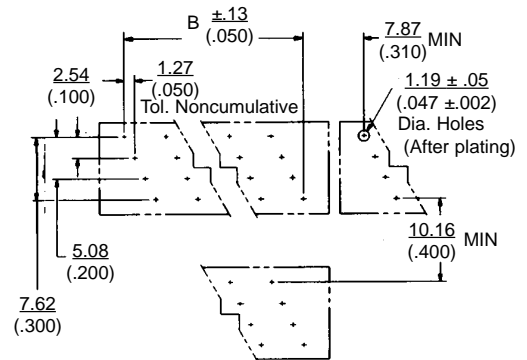 B ±.13
(.050)
7.87 MIN
(.310)
2.54
(.100)
1.27
(.050)
Tol. Noncumulative
1.19 ± .05
(.047 ±.002)
Dia. Holes
(After plating)
5.08
(.200)
7.62
(.300)
10.16 MIN
(.400)